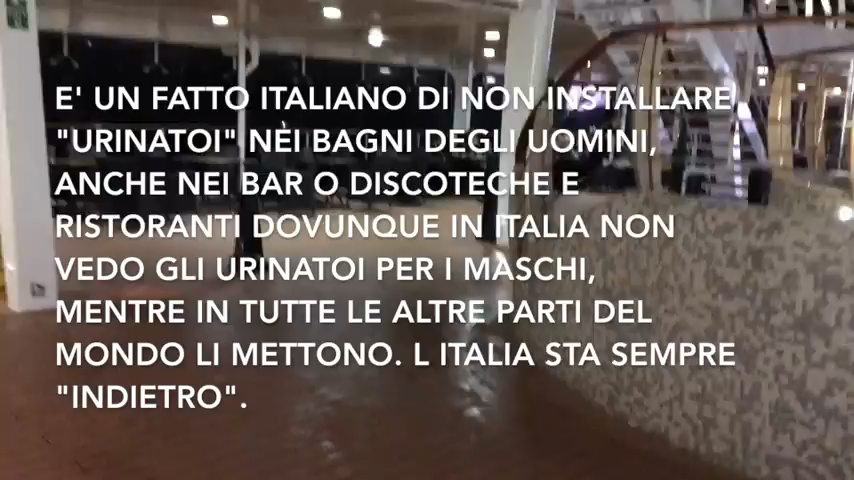 E' UN FATTO ITALIANO DI NON INSTALLARE
"URINATOI" NEI BAGNI DEGLI UOMINI,
ANCHE NEI BAR O DISCOTECHE E
RISTORANTI DOVUNQUE IN ITALIA NON
VEDO GLI URINATOI PER I MASCHI,
MENTRE IN TUTTE LE ALTRE PARTI DEL
MONDO LI METTONO. L ITALIA STA SEMPRE
"INDIETRO".